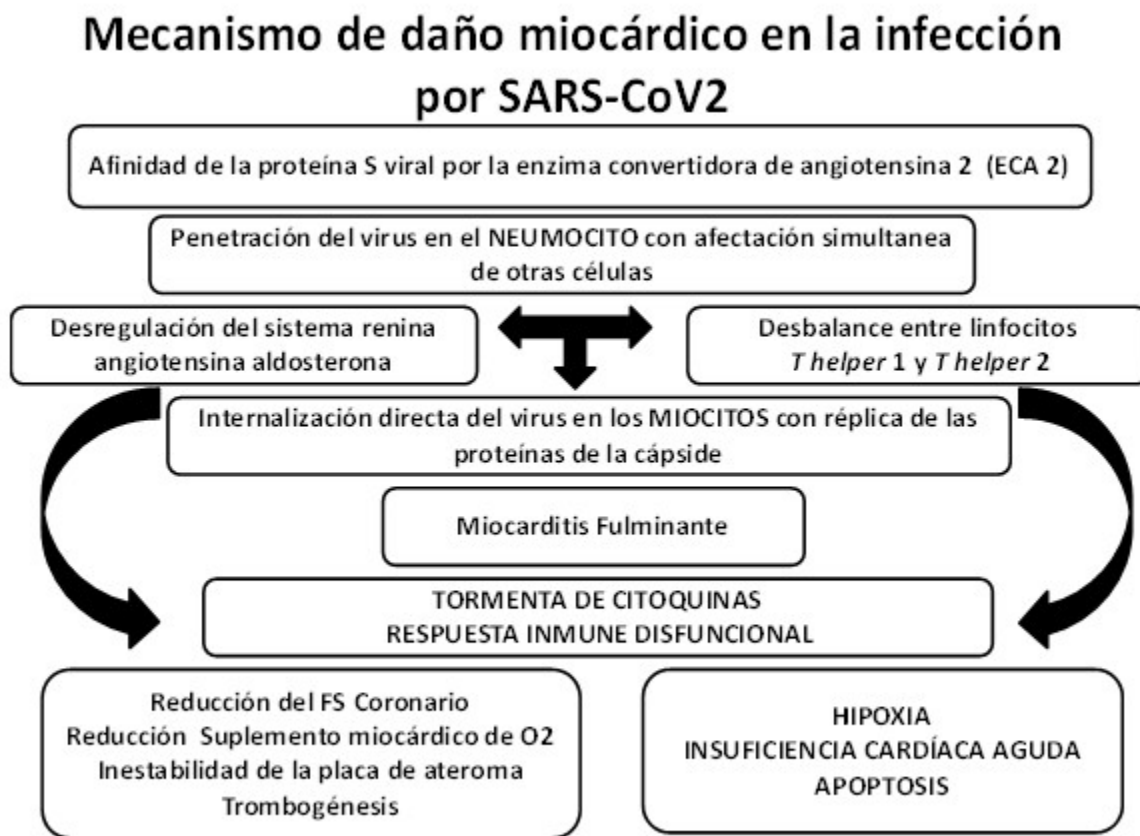 Mecanismo de daño miocárdico en la infección
por SARS-CoV2
Afinidad de la proteína S viral por la enzima convertidora de angiotensina 2 (ECA 2)
Penetración del virus en el NEUMOCITO con afectación simultanea
de otras células
Desregulación del sistema renina
angiotensina aldosterona
Desbalance entre linfocitos
T helper 1 y T helper 2
Internalización directa del virus en los MIOCITOS con réplica de las
proteínas de la cápside
Miocarditis Fulminante
TORMENTA DE CITOQUINAS
RESPUESTA INMUNE DISFUNCIONAL
Reducción del FS Coronario
Reducción Suplemento miocárdico de O2
Inestabilidad de la placa de ateroma
Trombogénesis
HIPOXIA
INSUFICIENCIA CARDÍACA AGUDA
APOPTOSIS